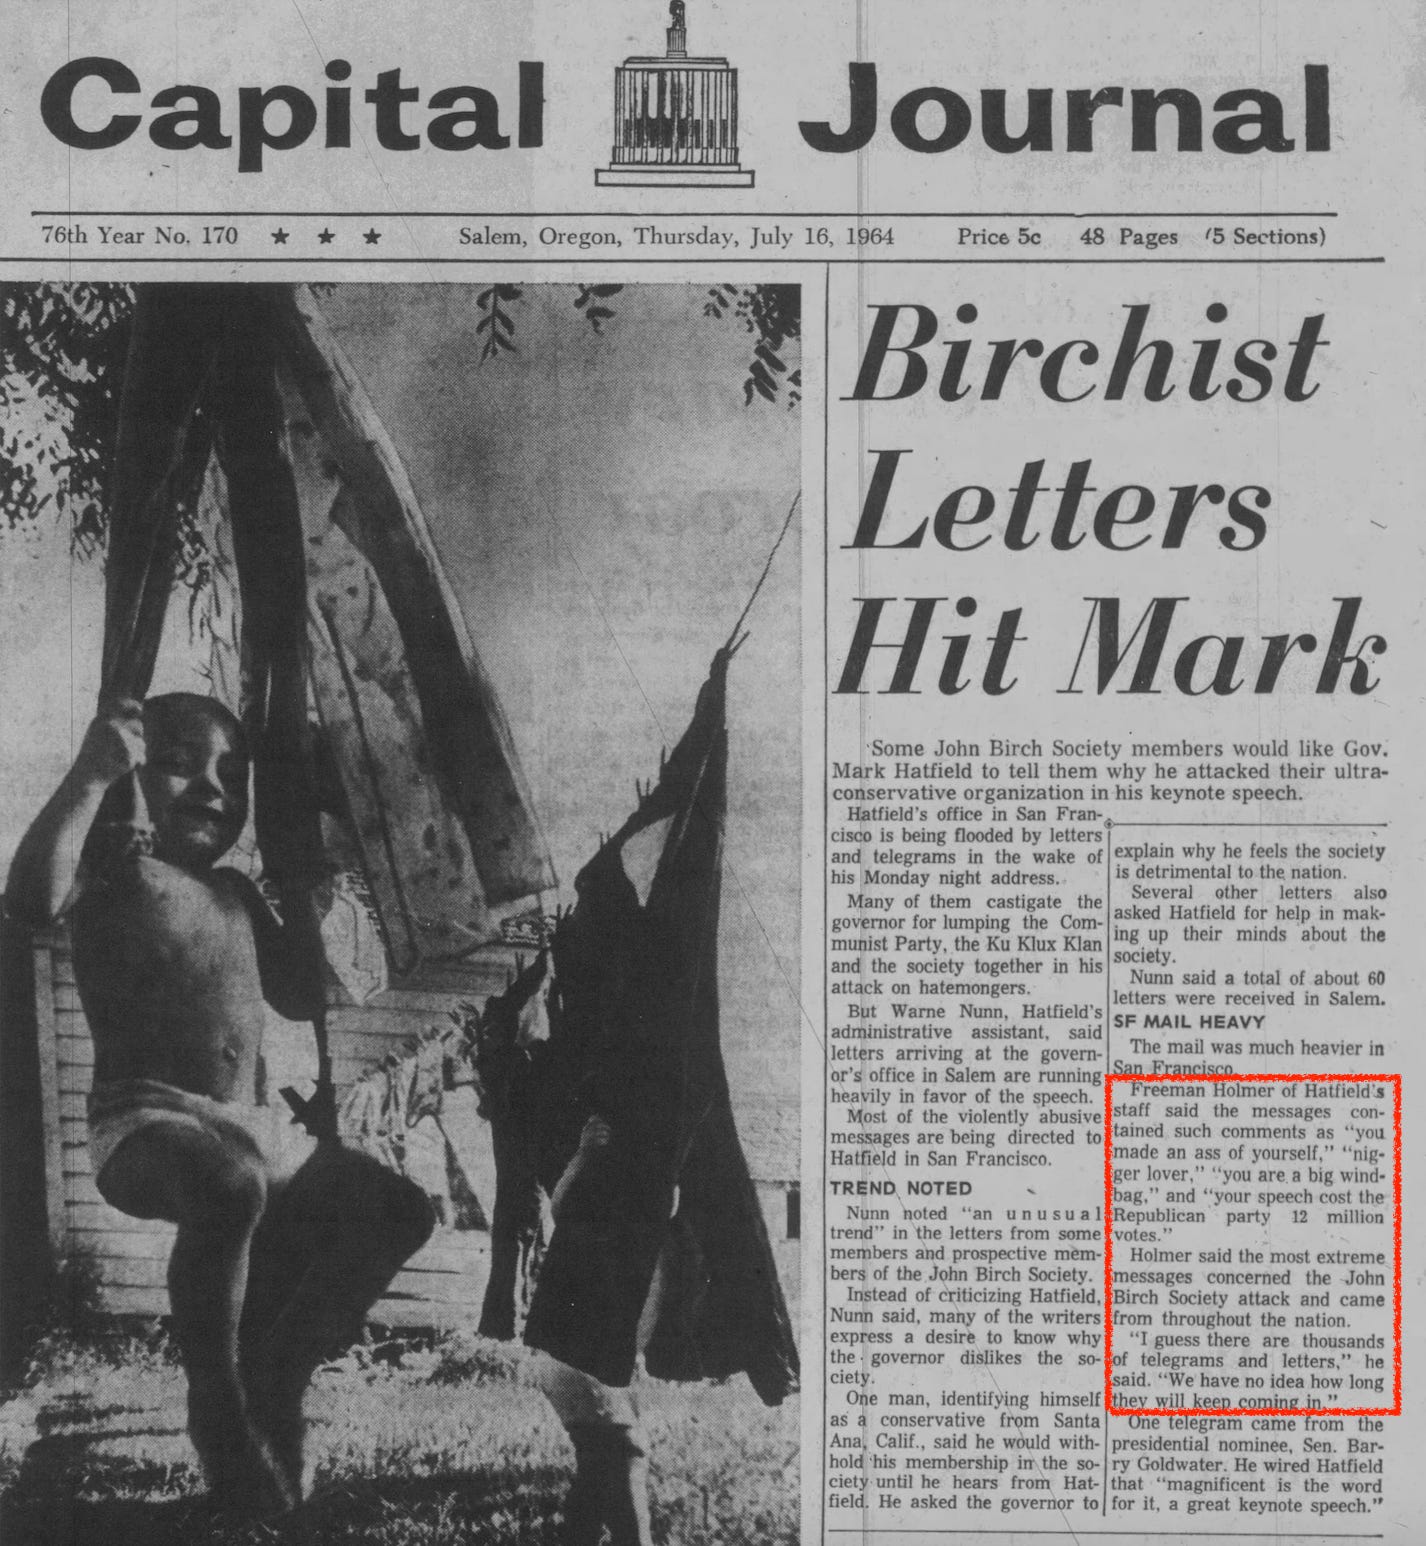 Capital Journal
76th Year No. 170 ★ ★ ★ Salem, Oregon, Thursday, July 16, 1964 Price 5c 48 Pages (5 Sections)
Birchist
Letters
Hit Mark
Some John Birch Society members would like Gov.
Mark Hatfield to tell them why he attacked their ultra-
conservative organization in his keynote speech.
Hatfield's office in San Fran-
cisco is being flooded by letters
and telegrams in the wake of
his Monday night address.
Many of them castigate the
governor for lumping the Com-
munist Party, the Ku Klux Klan
and the society together in his
attack on hatemongers.
But Warne Nunn, Hatfield's
administrative assistant, said
letters arriving at the govern-
or's office in Salem are running
heavily in favor of the speech.
Most of the violently abusive
messages are being directed to
Hatfield in San Francisco.
TREND NOTED
Nunn noted "an unusual
trend" in the letters from some
members and prospective mem-
bers of the John Birch Society.
Instead of criticizing Hatfield,
Nunn said, many of the writers
express a desire to know why
the governor dislikes the so-
ciety.
One man, identifying himself
as a conservative from Santa
Ana, Calif., said he would with-
hold his membership in the so-
ciety until he hears from Hat-
field. He asked the governor to
explain why he feels the society
is detrimental to the nation.
Several other letters also
asked Hatfield for help in mak-
ing up their minds about the
society.
Nunn said a total of about 60
letters were received in Salem.
SF MAIL HEAVY
The mail was much heavier in
San Francisco.
Freeman Holmer of Hatfield's
staff said the messages con-
tained such comments as "you
made an ass of yourself," "nig-
ger lover," "you are a big wind-
bag," and "your speech cost the
Republican party 12 million
votes."
Holmer said the most extreme
messages concerned the John
Birch Society attack and came
from throughout the nation.
"I guess there are thousands
of telegrams and letters," he
said. "We have no idea how long
they will keep coming in."
One telegram came from the
presidential nominee, Sen. Bar-
ry Goldwater. He wired Hatfield
that "magnificent is the word
for it, a great keynote speech."